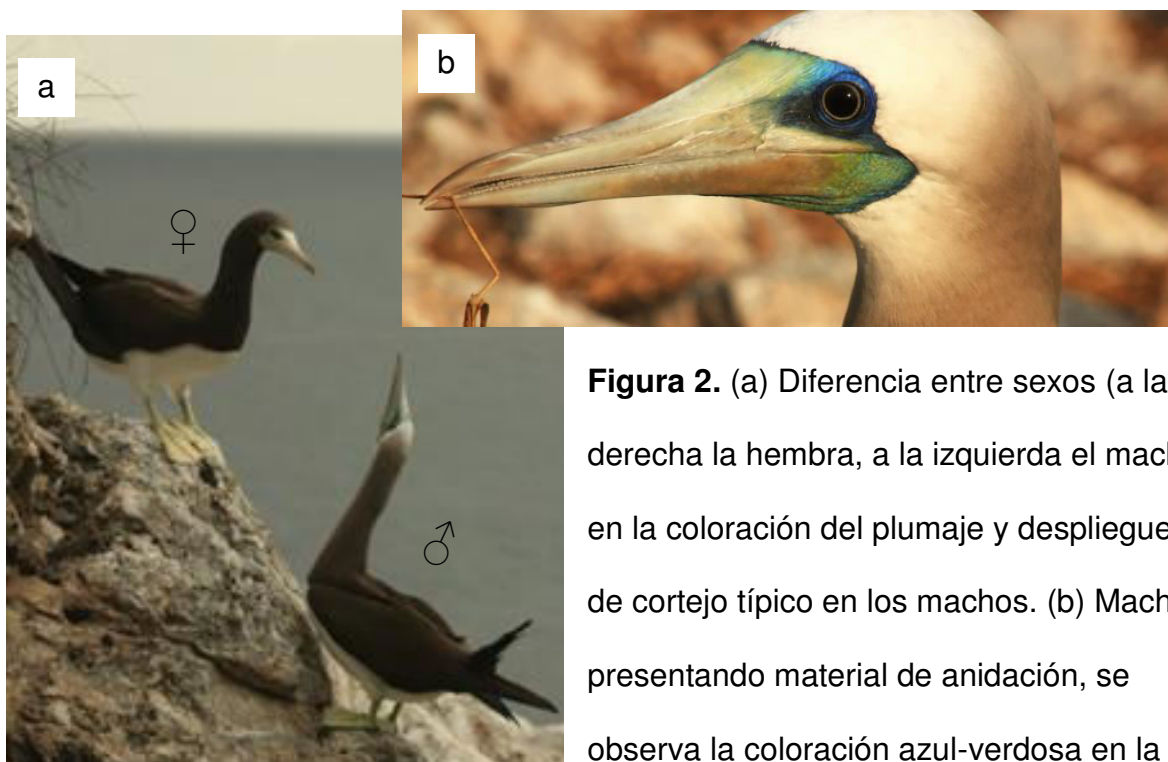 a
b
♀
♂
Figura 2. (a) Diferencia entre sexos (a la
derecha la hembra, a la izquierda el mach
en la coloración del plumaje y despliegue
de cortejo típico en los machos. (b) Mach
presentando material de anidación, se
observa la coloración azul-verdosa en la